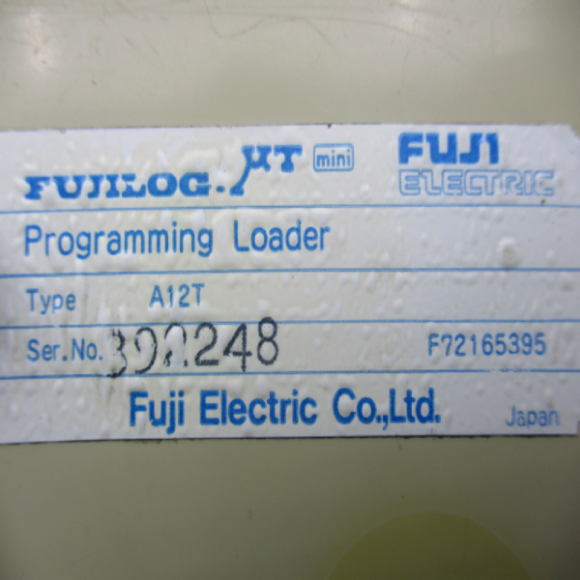 FUJILOG-μT mini FUJI ELECTRIC
Programming Loader
Type A12T
Ser.No. F72165395
Fuji Electric Co.,Ltd.
Japan